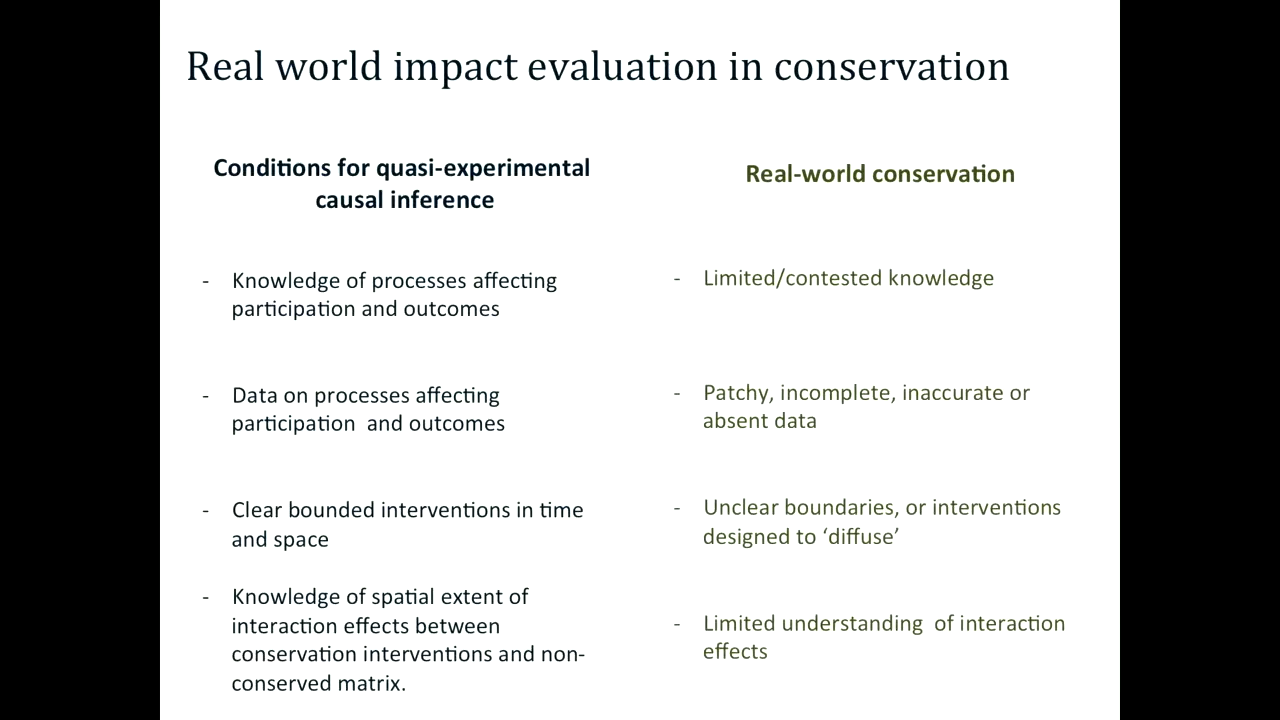 Real world impact evaluation in conservation
Conditions for quasi-experimental
causal inference
- Knowledge of processes affecting
participation and outcomes
- Data on processes affecting
participation and outcomes
- Clear bounded interventions in time
and space
- Knowledge of spatial extent of
interaction effects between
conservation interventions and non-
conserved matrix.
Real-world conservation
- Limited/contested knowledge
- Patchy, incomplete, inaccurate or
absent data
- Unclear boundaries, or interventions
designed to ‘diffuse’
- Limited understanding of interaction
effects